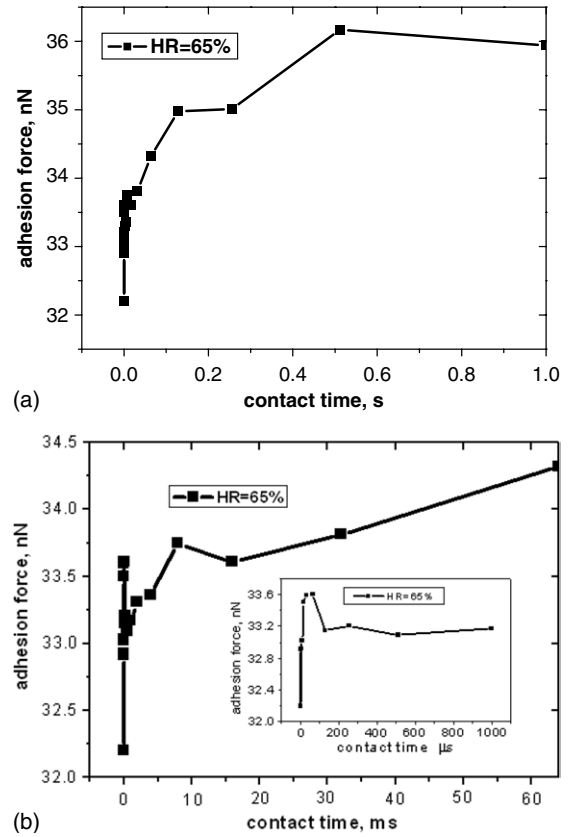 36
35
34
33
32
adhesion force, nN
HR=65%
0.0 0.2 0.4 0.6 0.8 1.0
contact time, s
(a)
34.5
34.0
33.5
33.0
32.5
32.0
adhesion force, nN
HR=65%
33.6
33.2
32.8
32.4
32.0
adhesion force, nN
HR=65%
0 200 400 600 800 1000
contact time μs
0 10 20 30 40 50 60
contact time, ms
(b)